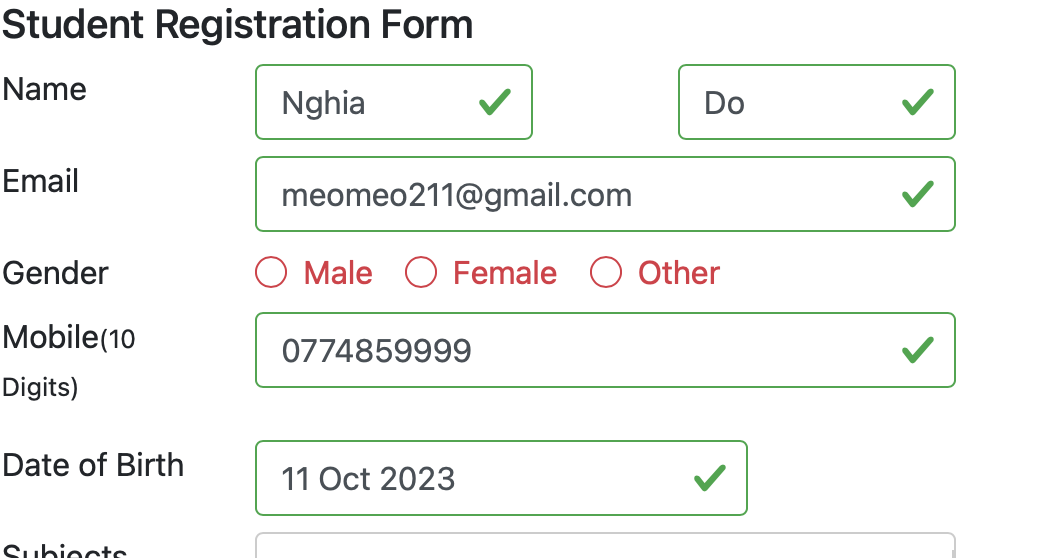 Student Registration Form
Name Nghia Do
Email meomeo211@gmail.com
Gender Male Female Other
Mobile(10 0774859999
Digits)
Date of Birth 11 Oct 2023
Subjects